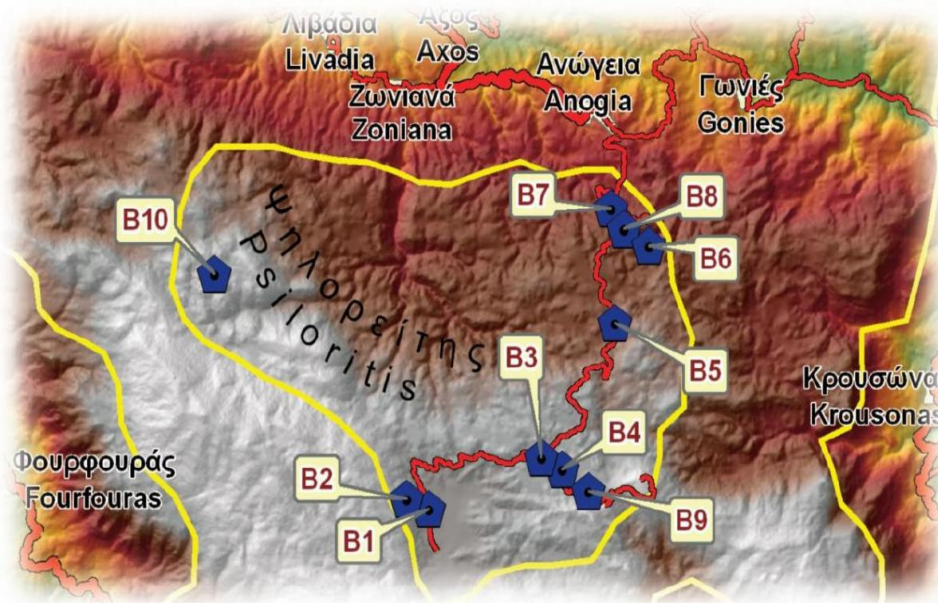 Λιβάδια
Livadia
Αξός
Axos
Ζωνιανά
Zoniana
Ανώγεια
Anogia
Γωνιές
Gonies
B7
B8
B10
B6
Ψηλορείτης
Psiloritis
B3
B5
Κρουσώνα
Krousonas
B4
Φουρφουράς
Fourfouras
B2
B1
B9